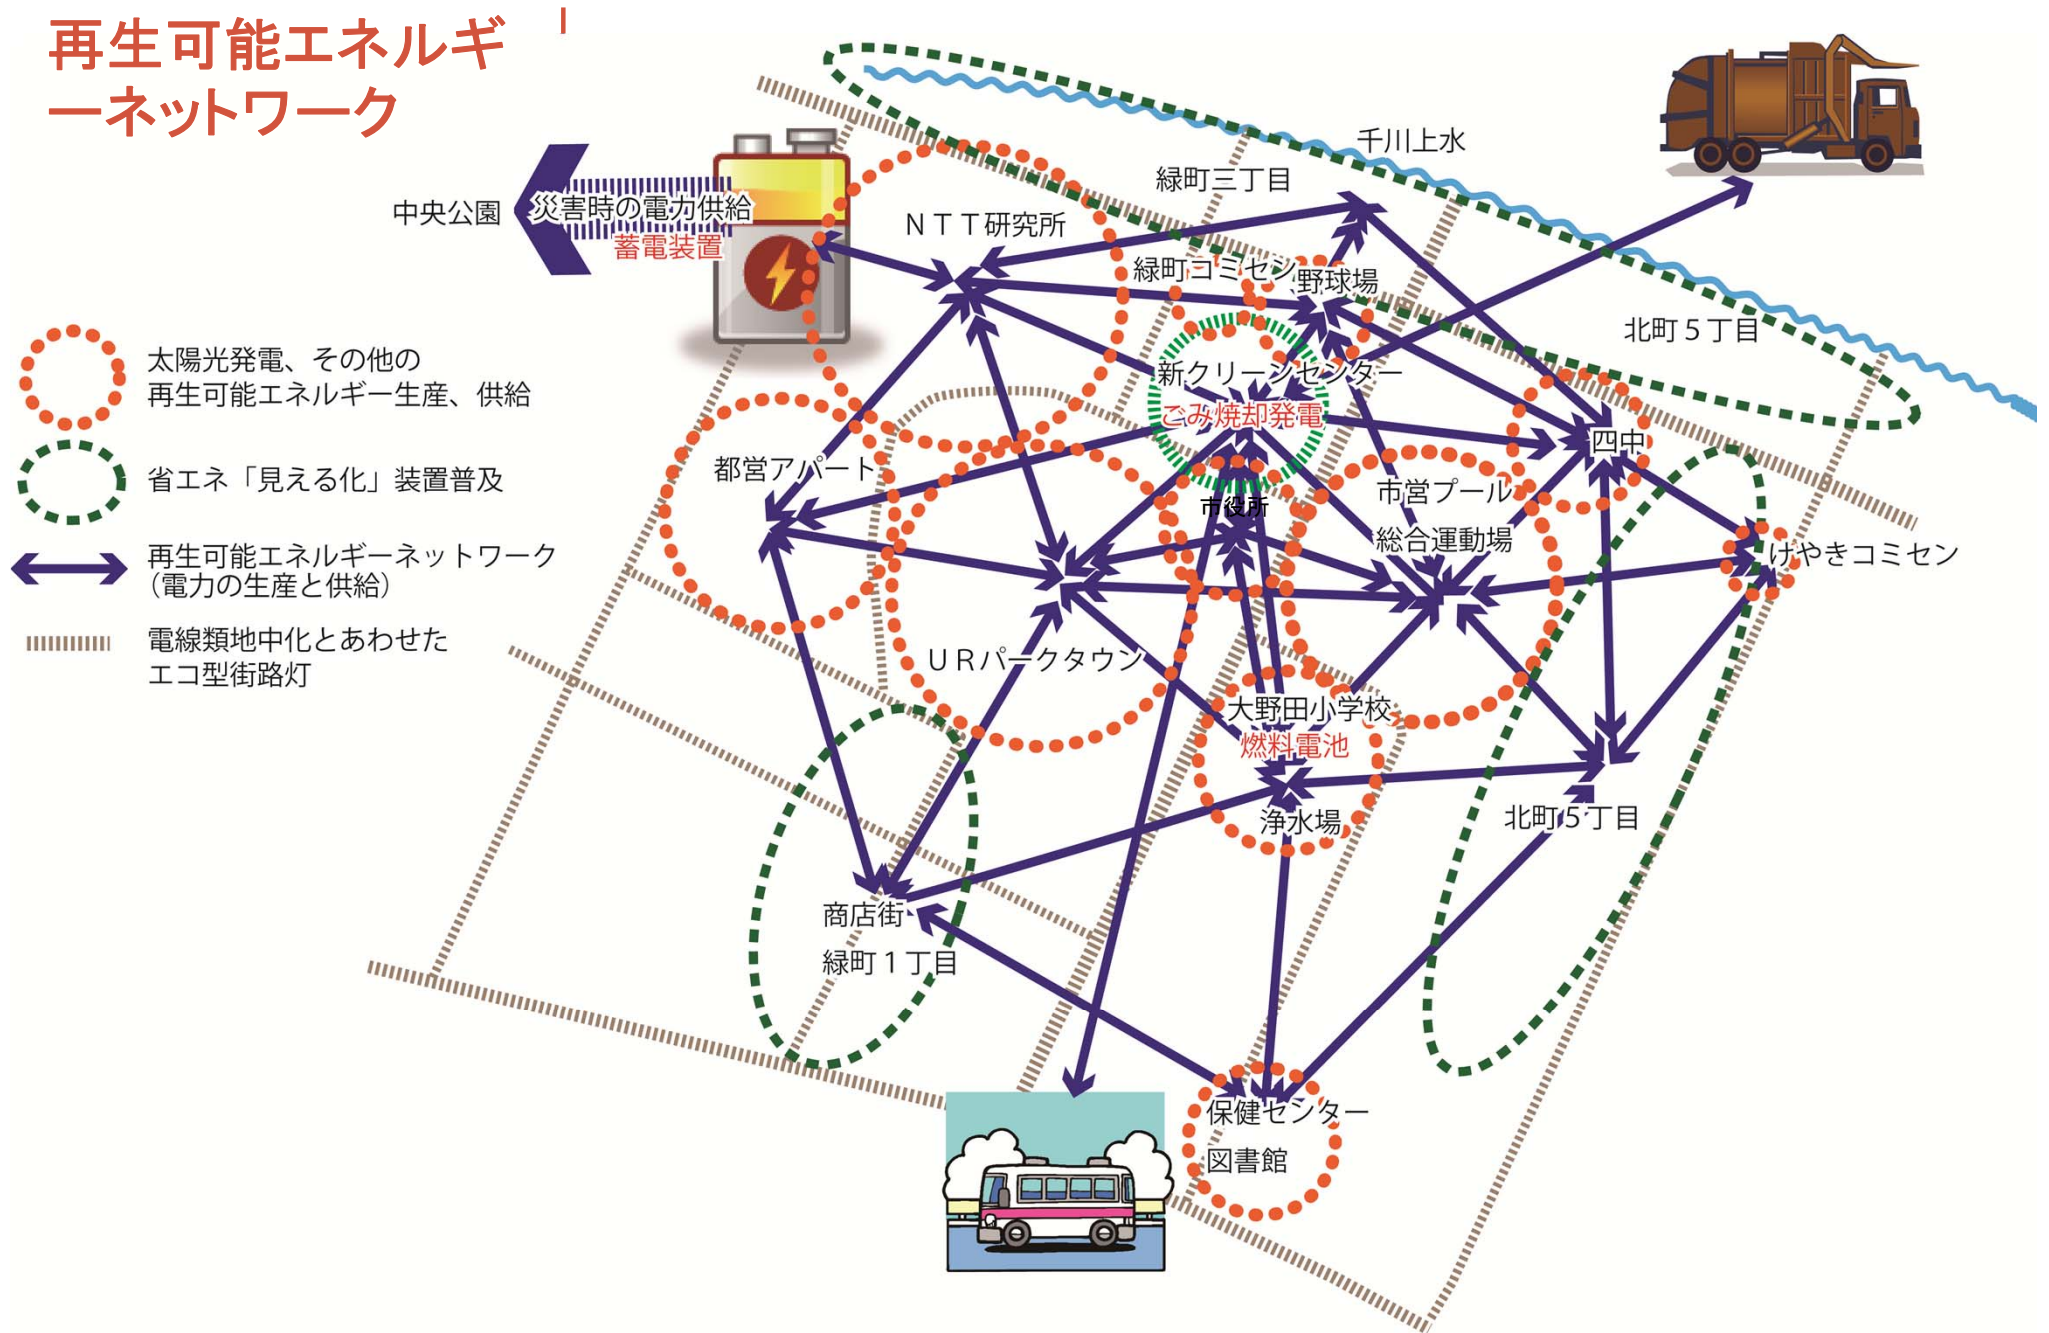 再生可能エネルギ
ーネットワーク
千川上水
緑町三丁目
中央公園
災害時の電力供給
蓄電装置
ＮＴＴ研究所
緑町コミセン
野球場
北町５丁目
太陽光発電、その他の
再生可能エネルギー生産、供給
新クリーンセンター
ごみ焼却発電
四中
都営アパート
省エネ「見える化」装置普及
市営プール
市役所
総合運動場
けやきコミセン
再生可能エネルギーネットワーク
（電力の生産と供給）
電線類地中化とあわせた
エコ型街路灯
ＵＲパークタウン
大野田小学校
燃料電池
浄水場
北町５丁目
商店街
緑町１丁目
保健センター
図書館